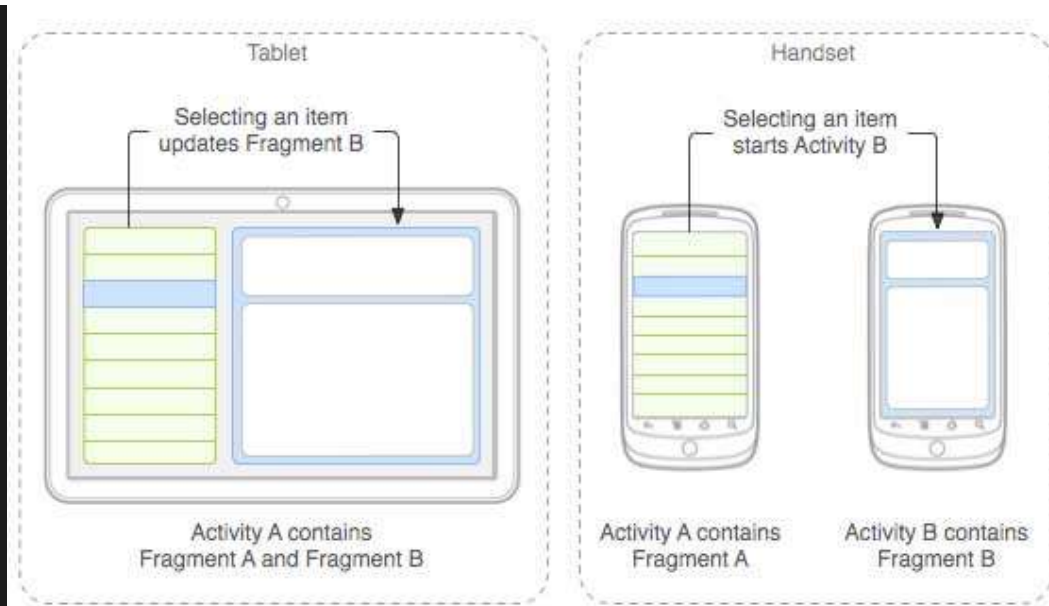 Tablet
Selecting an item
updates Fragment B
Activity A contains
Fragment A and Fragment B
Handset
Selecting an item
starts Activity B
Activity A contains
Fragment A
Activity B contains
Fragment B